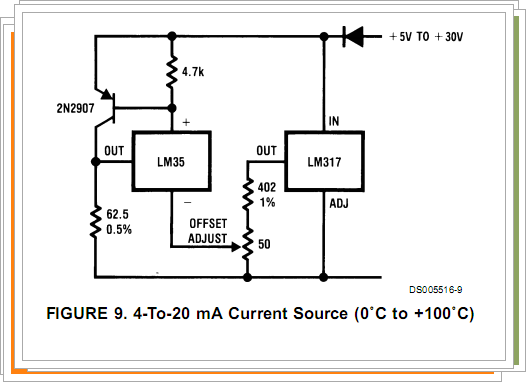 + 5V TO + 30V
4.7k
2N2907
+
IN
OUT
LM35
OUT
LM317
−
402
1%
ADJ
62.5
0.5%
OFFSET
ADJUST
50
DS005516-9
FIGURE 9. 4-To-20 mA Current Source (0˚C to +100˚C)